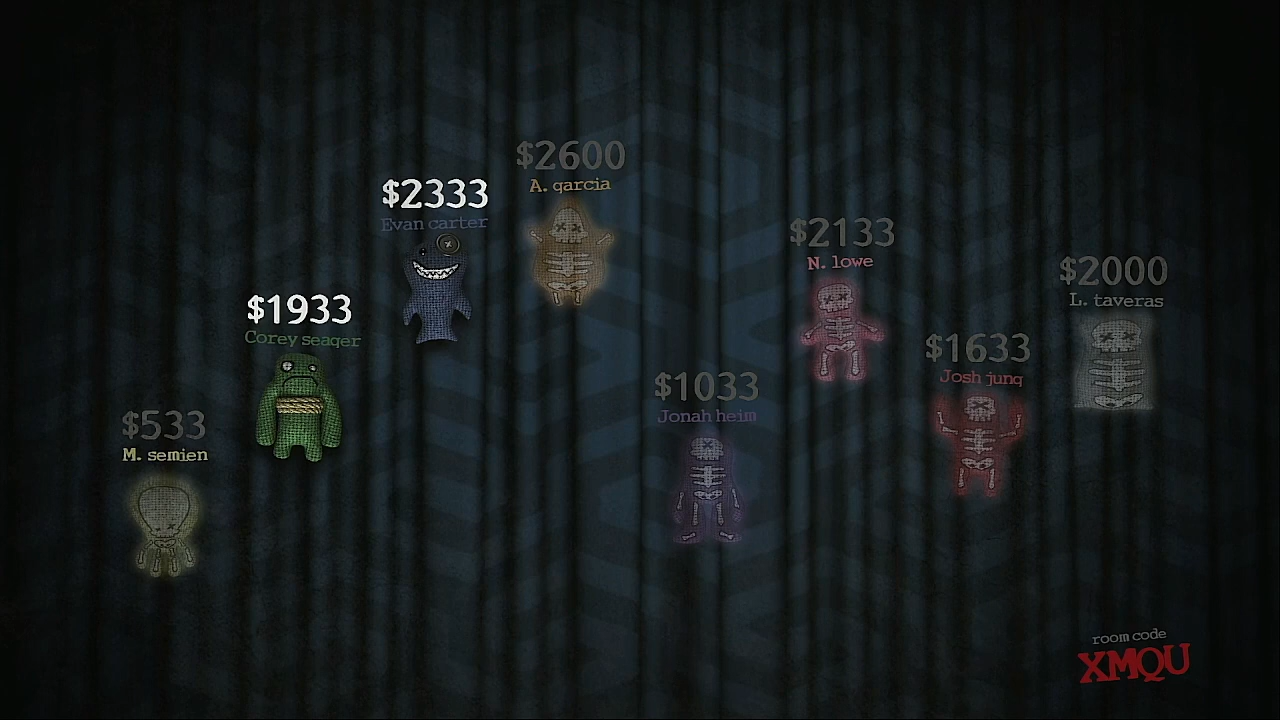 $533
M. semien
$1933
Corey seager
$2333
Evan carter
$2600
A. garcia
$1033
Jonah heim
$2133
N. lowe
$1633
Josh jung
$2000
L. taveras
room code
XMQU